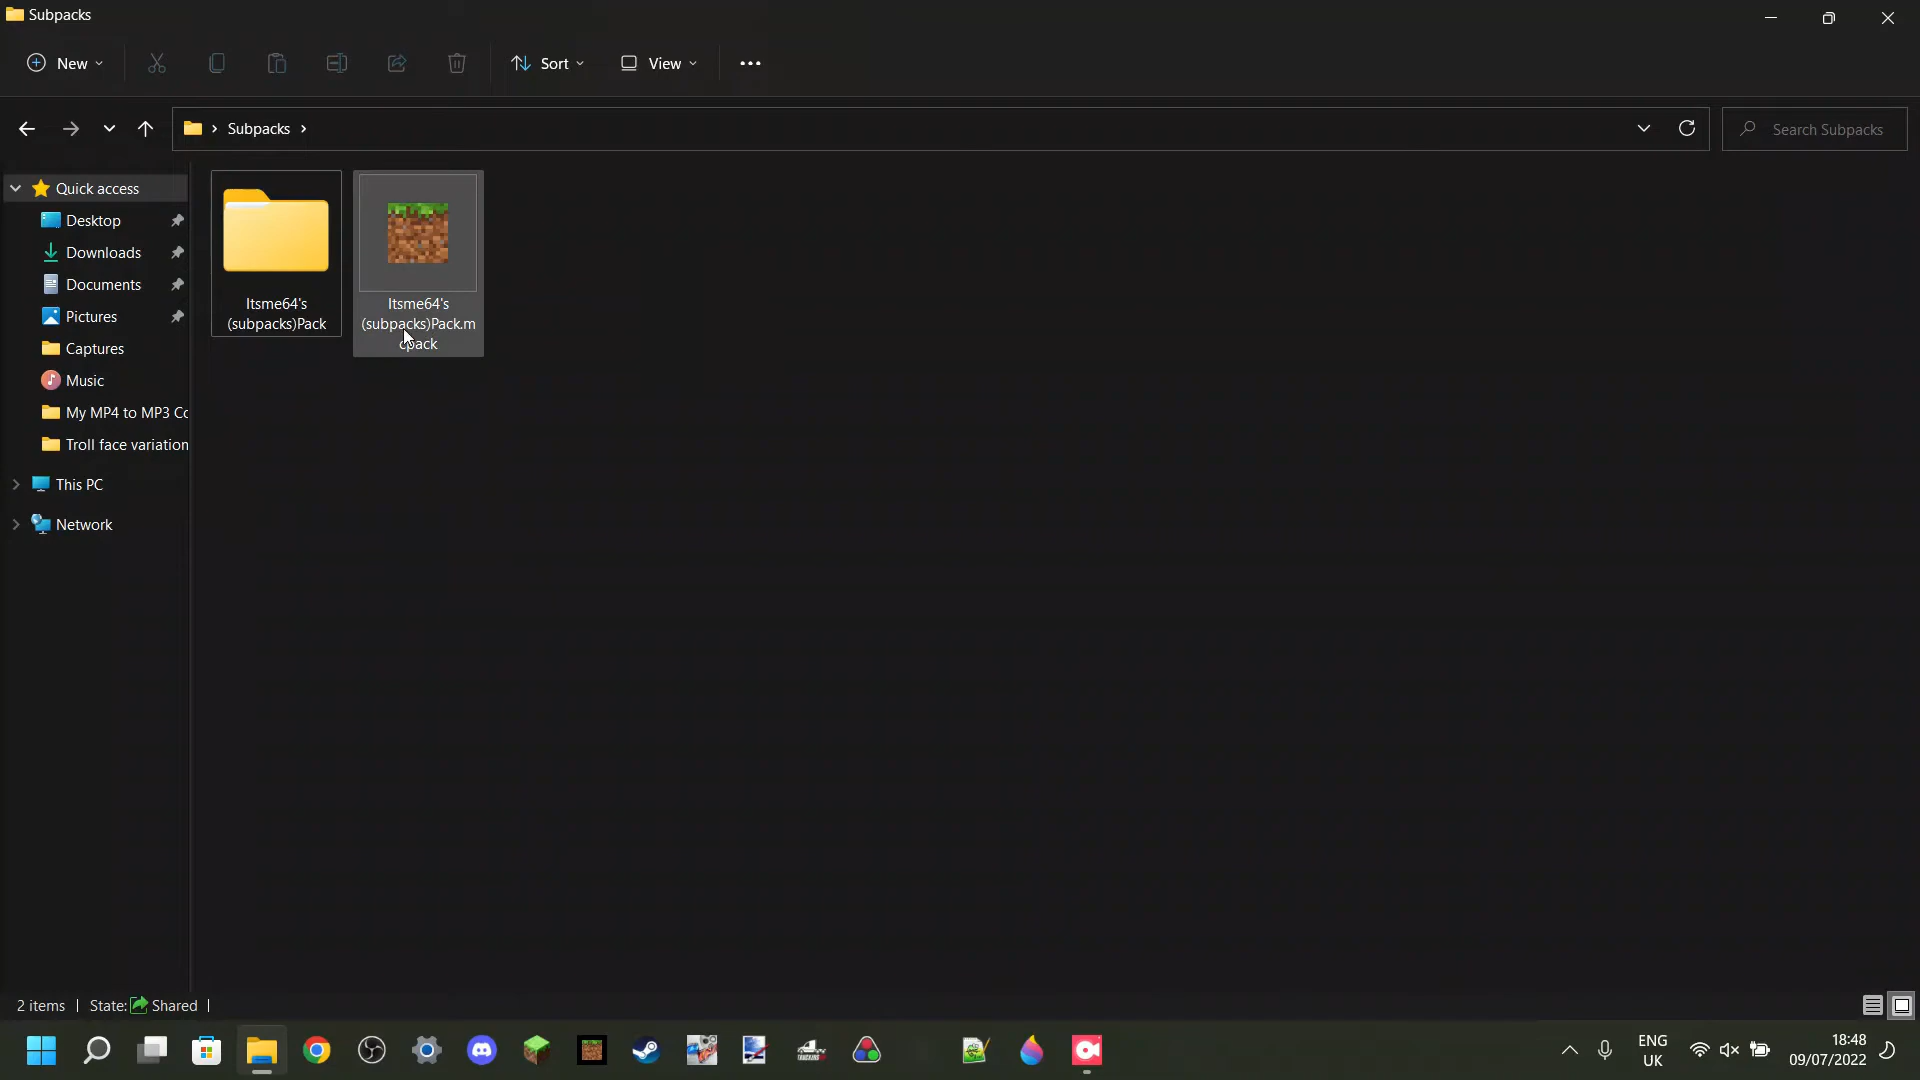 Subpacks
New
Sort
View
Subpacks
Search Subpacks
Quick access
Desktop
Downloads
Documents
Pictures
Captures
Music
My MP4 to MP3 Cc
Troll face variation
This PC
Network
Itsme64's
(subpacks)Pack
Itsme64's
(subpacks)Pack.m
cpack
2 items
State: Shared
ENG
UK
18:48
09/07/2022